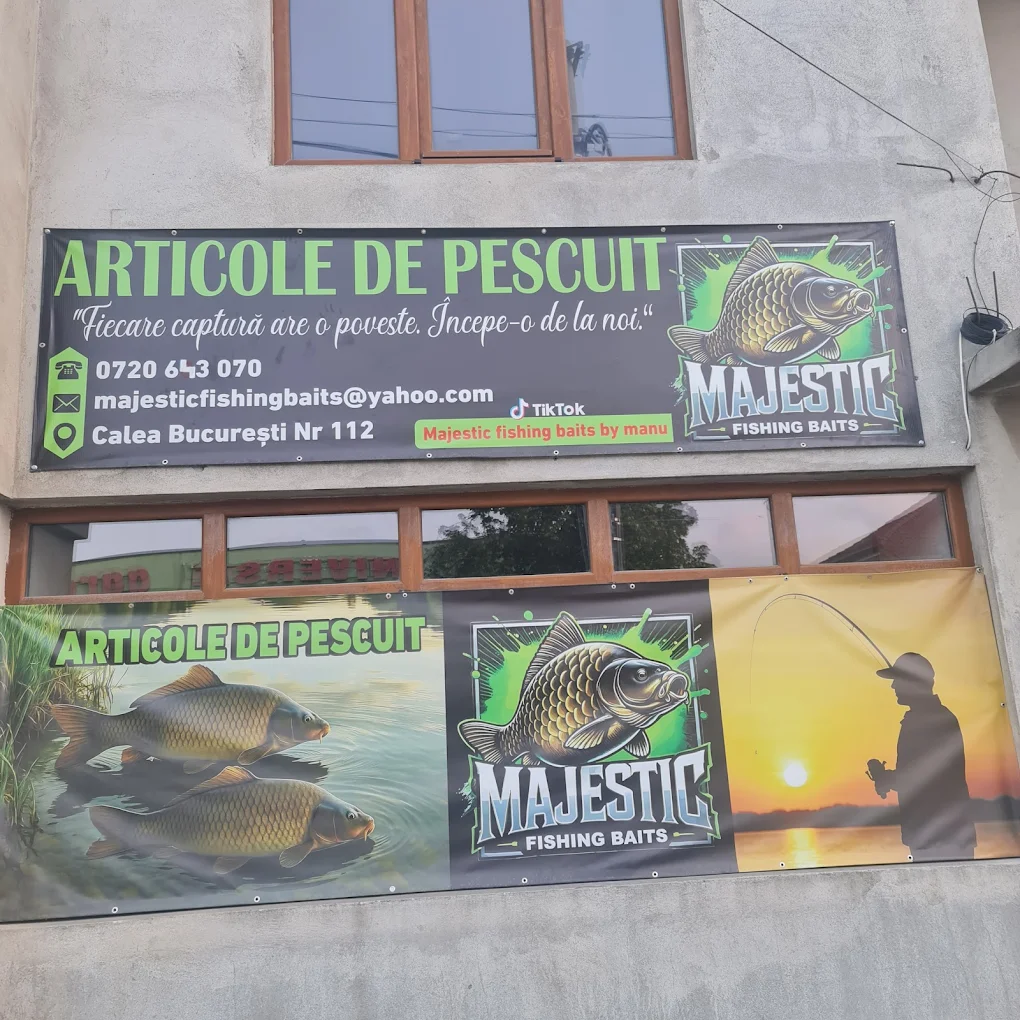 ARTICOLE DE PESCUIT
"Fiecare captură are o poveste. Începe-o de la noi."
0720 643 070
majesticfishingbaits@yahoo.com
Calea București Nr 112
TikTok
Majestic fishing baits by manu
MAJESTIC
FISHING BAITS
ARTICOLE DE PESCUIT
MAJESTIC
FISHING BAITS